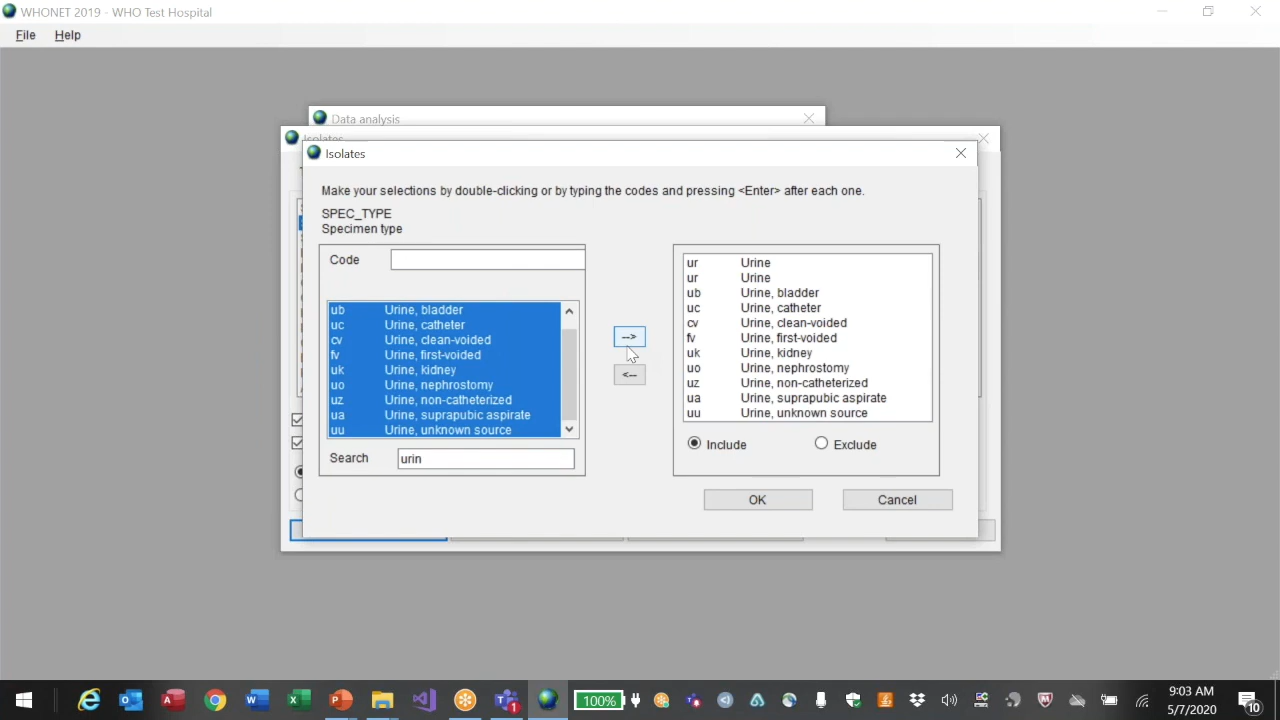 WHONET 2019 - WHO Test Hospital
File Help
Data analysis
Isolates
Isolates
Make your selections by double-clicking or by typing the codes and pressing <Enter> after each one.
SPEC_TYPE
Specimen type
Code
ub Urine, bladder
uc Urine, catheter
cv Urine, clean-voided
fv Urine, first-voided
uk Urine, kidney
uo Urine, nephrostomy
uz Urine, non-catheterized
ua Urine, suprapubic aspirate
uu Urine, unknown source
Search urin
-->
<--
ur Urine
ur Urine
ub Urine, bladder
uc Urine, catheter
cv Urine, clean-voided
fv Urine, first-voided
uk Urine, kidney
uo Urine, nephrostomy
uz Urine, non-catheterized
ua Urine, suprapubic aspirate
uu Urine, unknown source
Include Exclude
OK Cancel
100%
9:03 AM
5/7/2020
10